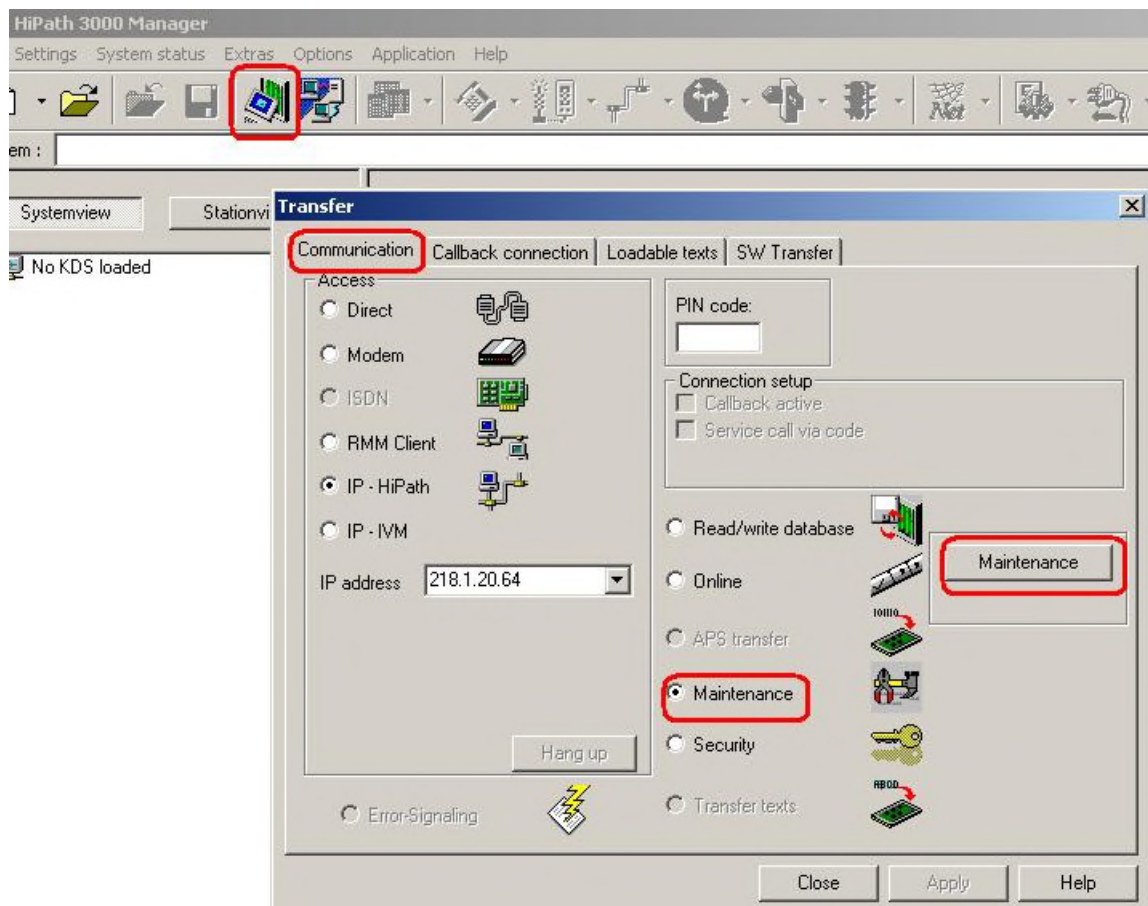 HiPath 3000 Manager
Settings System status Extras Options Application Help
Net
em :
Systemview Stationvi
No KDS loaded
Transfer
Communication Callback connection Loadable texts SW Transfer
Access
Direct
Modem
ISDN
RMM Client
IP - HiPath
IP - IVM
IP address 218.1.20.64
Hang up
Error-Signaling
PIN code:
Connection setup
Callback active
Service call via code
Read/write database
Online
APS transfer
Maintenance
Security
Transfer texts
Maintenance
Close Apply Help